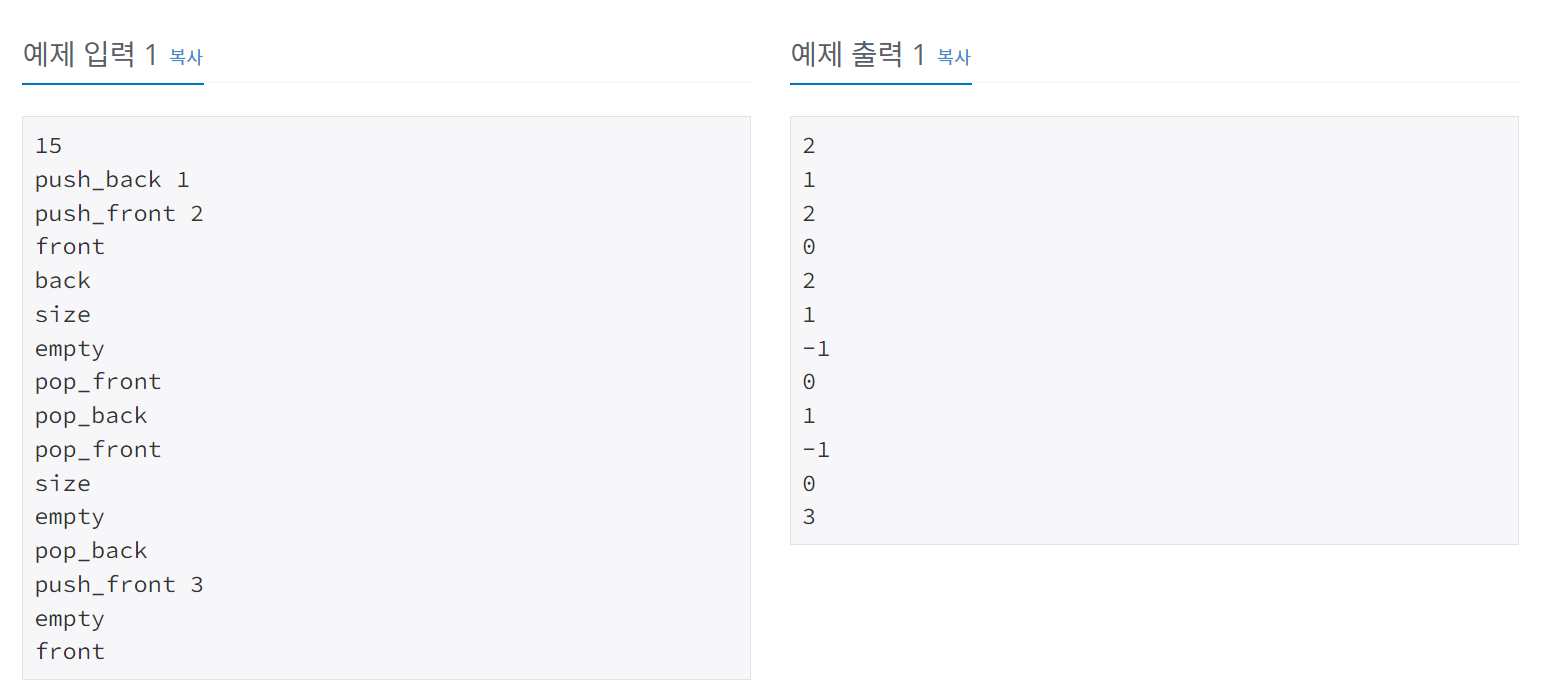 예제 입력 1 복사
15
push_back 1
push_front 2
front
back
size
empty
pop_front
pop_back
pop_front
size
empty
pop_back
push_front 3
empty
front
예제 출력 1 복사
2
1
2
0
2
1
-1
0
1
-1
0
3